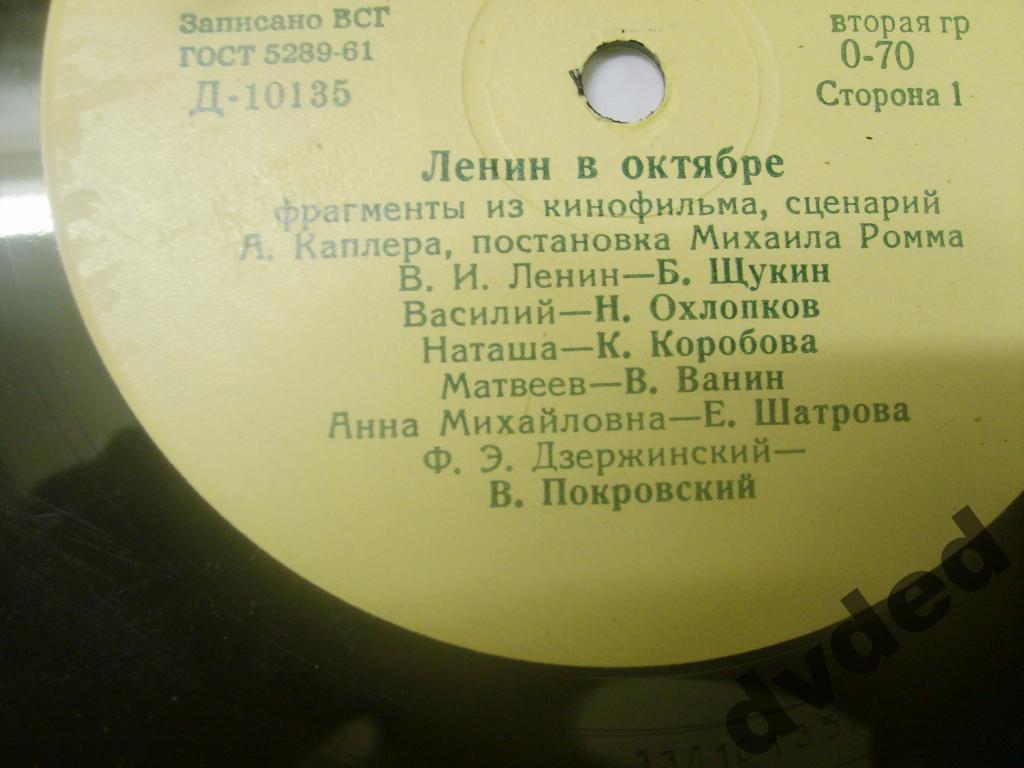 Записано ВСГ
ГОСТ 5289-61
Д-10135
вторая гр
0-70
Сторона 1
Ленин в октябре
фрагменты из кинофильма, сценарий
А. Каплера, постановка Михаила Ромма
В. И. Ленин—Б. Щукин
Василий—Н. Охлопков
Наташа—К. Коробова
Матвеев—В. Ванин
Анна Михайловна—Е. Шатрова
Ф. Э. Дзержинский—
В. Покровский
dvded